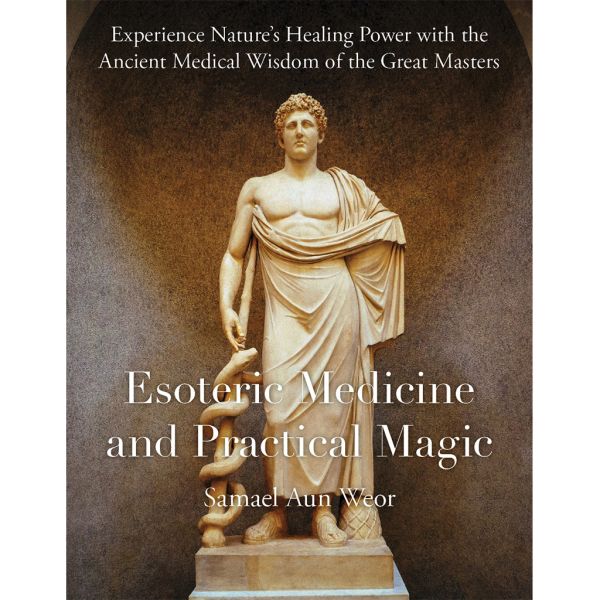 Experience Nature’s Healing Power with the
Ancient Medical Wisdom of the Great Masters
Esoteric Medicine
and Practical Magic
Samael Aun Weor